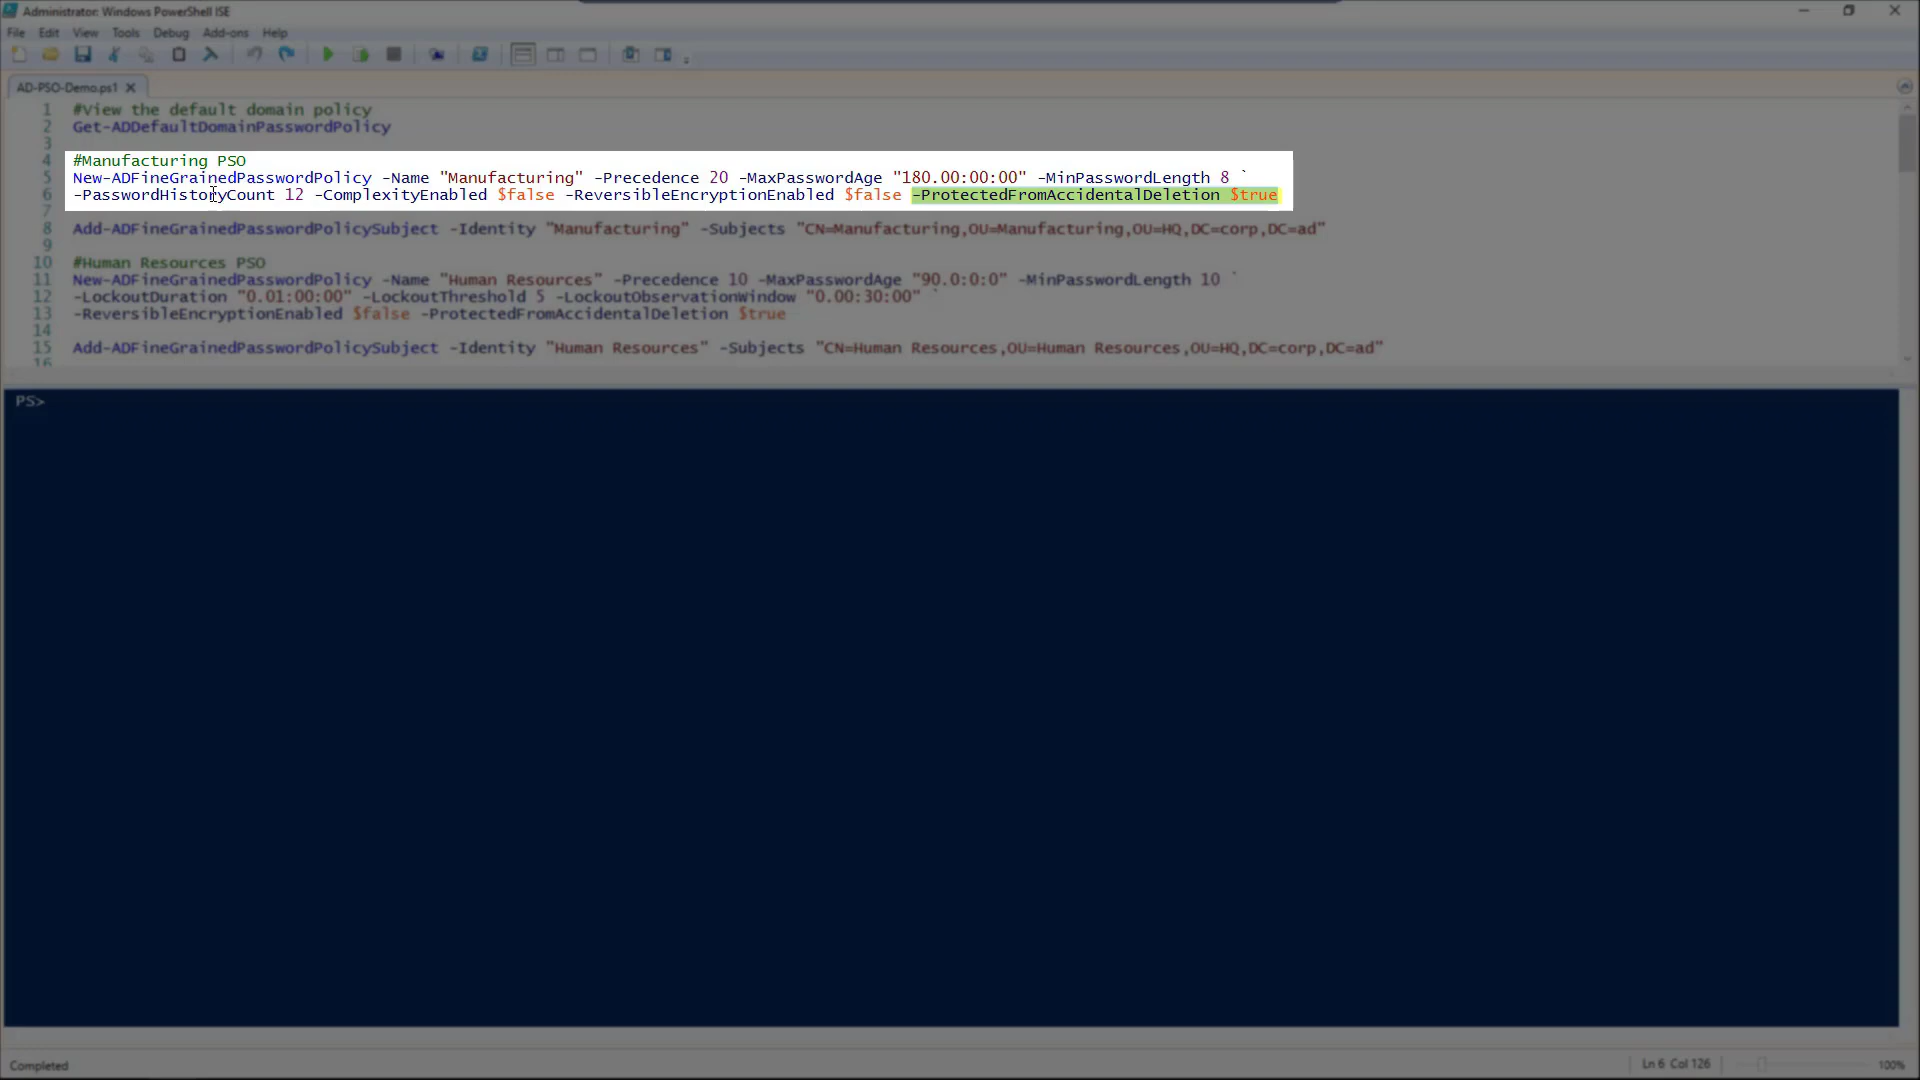 Administrator: Windows PowerShell ISE
File Edit View Tools Debug Add-ons Help
AD-PSO-Demo.ps1
1 #View the default domain policy
2 Get-ADDefaultDomainPasswordPolicy
3
4 #Manufacturing PSO
5 New-ADFineGrainedPasswordPolicy -Name "Manufacturing" -Precedence 20 -MaxPasswordAge "180.00:00:00" -MinPasswordLength 8 `
6 -PasswordHistoryCount 12 -ComplexityEnabled $false -ReversibleEncryptionEnabled $false -ProtectedFromAccidentalDeletion $true
7
8 Add-ADFineGrainedPasswordPolicySubject -Identity "Manufacturing" -Subjects "CN=Manufacturing,OU=Manufacturing,OU=HQ,DC=corp,DC=ad"
9
10 #Human Resources PSO
11 New-ADFineGrainedPasswordPolicy -Name "Human Resources" -Precedence 10 -MaxPasswordAge "90.0:0:0" -MinPasswordLength 10 `
12 -LockoutDuration "0.01:00:00" -LockoutThreshold 5 -LockoutObservationWindow "0.00:30:00" `
13 -ReversibleEncryptionEnabled $false -ProtectedFromAccidentalDeletion $true
14
15 Add-ADFineGrainedPasswordPolicySubject -Identity "Human Resources" -Subjects "CN=Human Resources,OU=Human Resources,OU=HQ,DC=corp,DC=ad"
16
PS>
Completed Ln 6 Col 126 100%